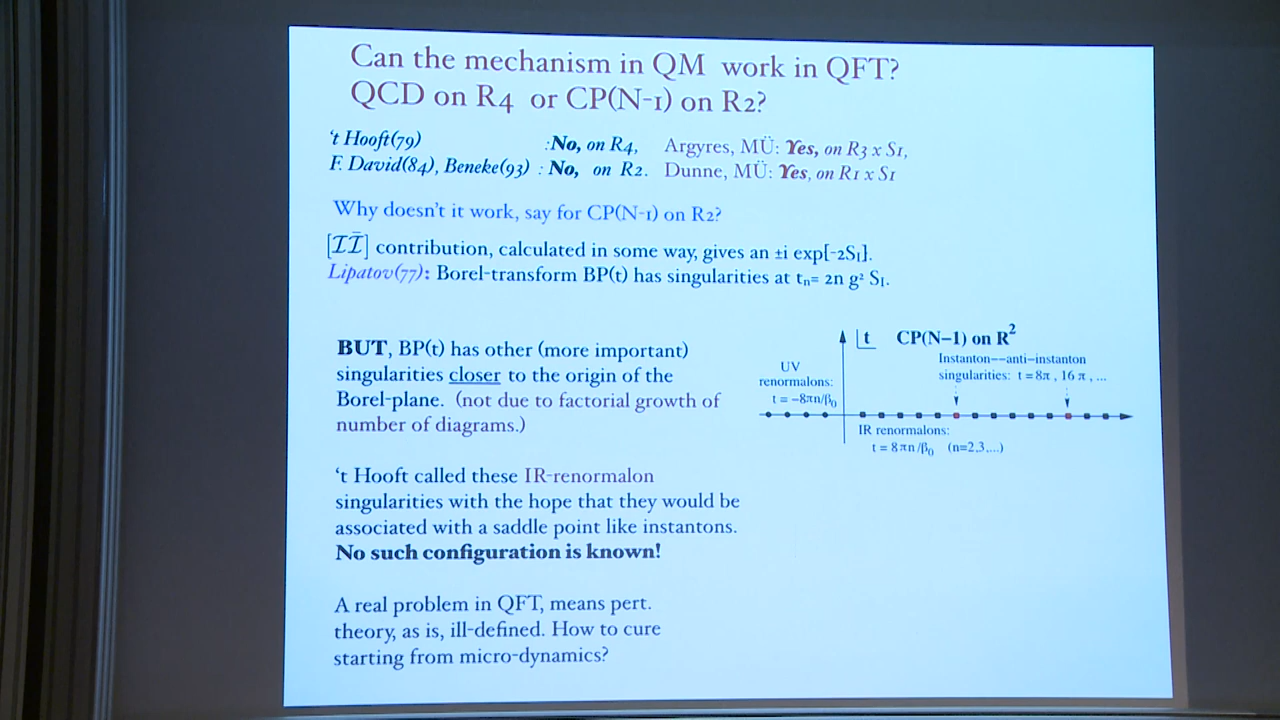 Can the mechanism in QM work in QFT?
QCD on R4 or CP(N-1) on R2?
't Hooft(79) :No, on R4, Argyres, MÜ: Yes, on R3 x S1,
F. David(84), Beneke(93) : No, on R2. Dunne, MÜ: Yes, on R1 x S1
Why doesn't it work, say for CP(N-1) on R2?
[IĪ] contribution, calculated in some way, gives an ±i exp[-2S_I].
Lipatov(77): Borel-transform BP(t) has singularities at t_n= 2n g² S_I.
BUT, BP(t) has other (more important)
singularities closer to the origin of the
Borel-plane. (not due to factorial growth of
number of diagrams.)
't Hooft called these IR-renormalon
singularities with the hope that they would be
associated with a saddle point like instantons.
No such configuration is known!
A real problem in QFT, means pert.
theory, as is, ill-defined. How to cure
starting from micro-dynamics?
t CP(N−1) on R²
Instanton−−anti−instanton
singularities: t = 8π , 16 π , ...
UV
renormalons:
t = −8πn/β₀
IR renormalons:
t = 8πn/β₀ (n=2,3,...)